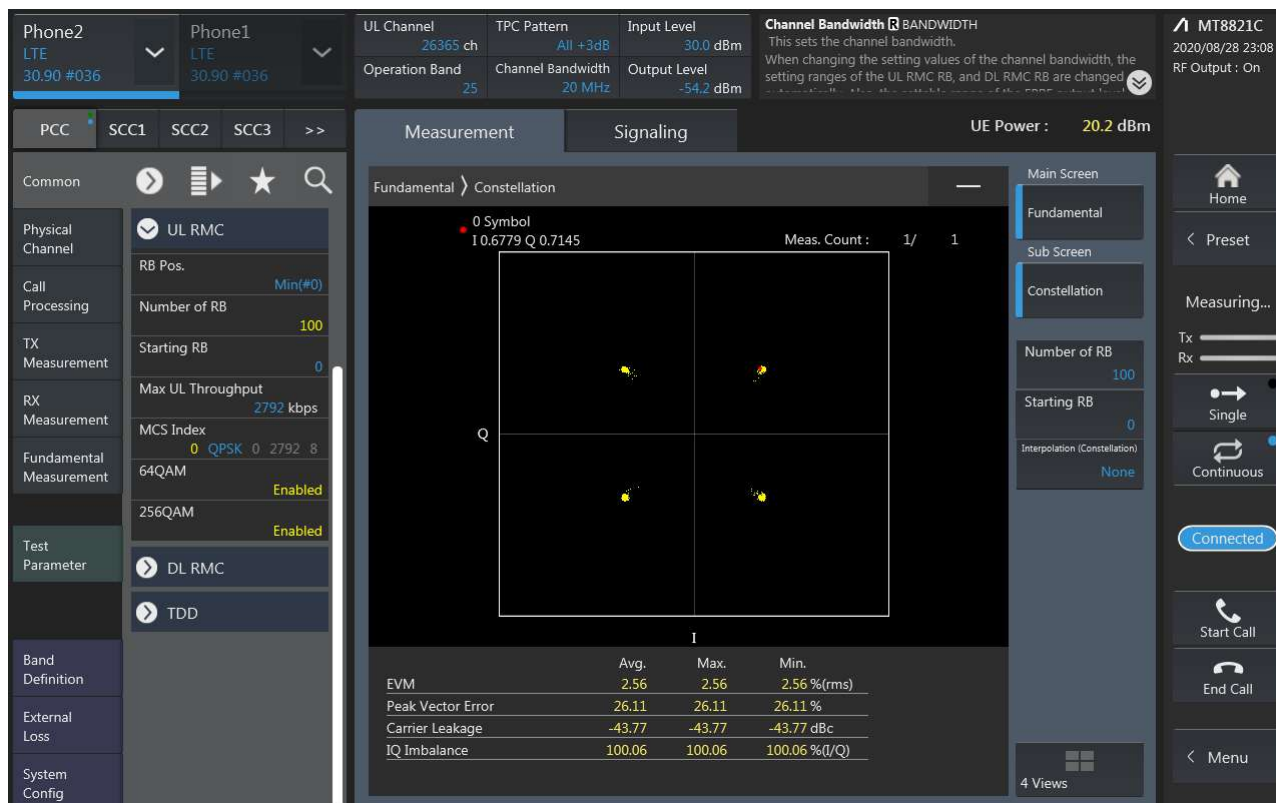 Phone2
LTE
30.90 #036
Phone1
LTE
30.90 #036
UL Channel
26365 ch
TPC Pattern
All +3dB
Input Level
30.0 dBm
Operation Band
25
Channel Bandwidth
20 MHz
Output Level
-54.2 dBm
Channel Bandwidth R BANDWIDTH
This sets the channel bandwidth.
When changing the setting values of the channel bandwidth, the
setting ranges of the UL RMC RB, and DL RMC RB are changed
MT8821C
2020/08/28 23:08
RF Output : On
PCC SCC1 SCC2 SCC3 >>
Measurement
Signaling
UE Power : 20.2 dBm
Common
Physical
Channel
Call
Processing
TX
Measurement
RX
Measurement
Fundamental
Measurement
Test
Parameter
Band
Definition
External
Loss
System
Config
UL RMC
RB Pos.
Min(#0)
Number of RB
100
Starting RB
0
Max UL Throughput
2792 kbps
MCS Index
0 QPSK 0 2792 8
64QAM
Enabled
256QAM
Enabled
DL RMC
TDD
Fundamental 〉Constellation
0 Symbol
I 0.6779 Q 0.7145
Meas. Count : 1/ 1
Q
I
Avg. Max. Min.
EVM 2.56 2.56 2.56 %(rms)
Peak Vector Error 26.11 26.11 26.11 %
Carrier Leakage -43.77 -43.77 -43.77 dBc
IQ Imbalance 100.06 100.06 100.06 %(I/Q)
Main Screen
Fundamental
Sub Screen
Constellation
Number of RB
100
Starting RB
0
Interpolation (Constellation)
None
4 Views
Home
< Preset
Measuring...
Tx
Rx
Single
Continuous
Connected
Start Call
End Call
< Menu